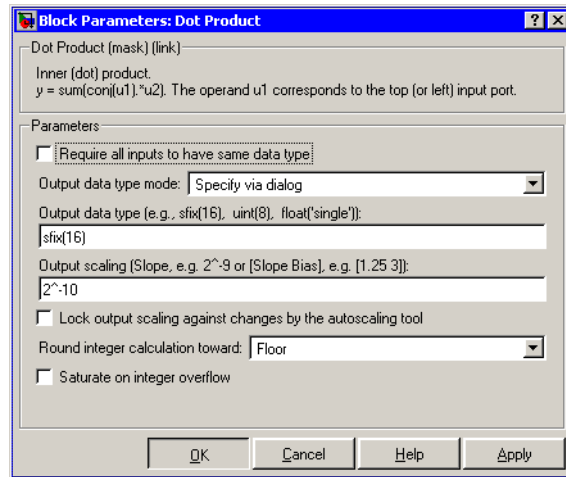 Block Parameters: Dot Product
Dot Product (mask) (link)
Inner (dot) product.
y = sum(conj(u1).*u2). The operand u1 corresponds to the top (or left) input port.
Parameters
Require all inputs to have same data type
Output data type mode: Specify via dialog
Output data type (e.g., sfix(16), uint(8), float('single')):
sfix(16)
Output scaling (Slope, e.g. 2^-9 or [Slope Bias], e.g. [1.25 3]):
2^-10
Lock output scaling against changes by the autoscaling tool
Round integer calculation toward: Floor
Saturate on integer overflow
OK Cancel Help Apply